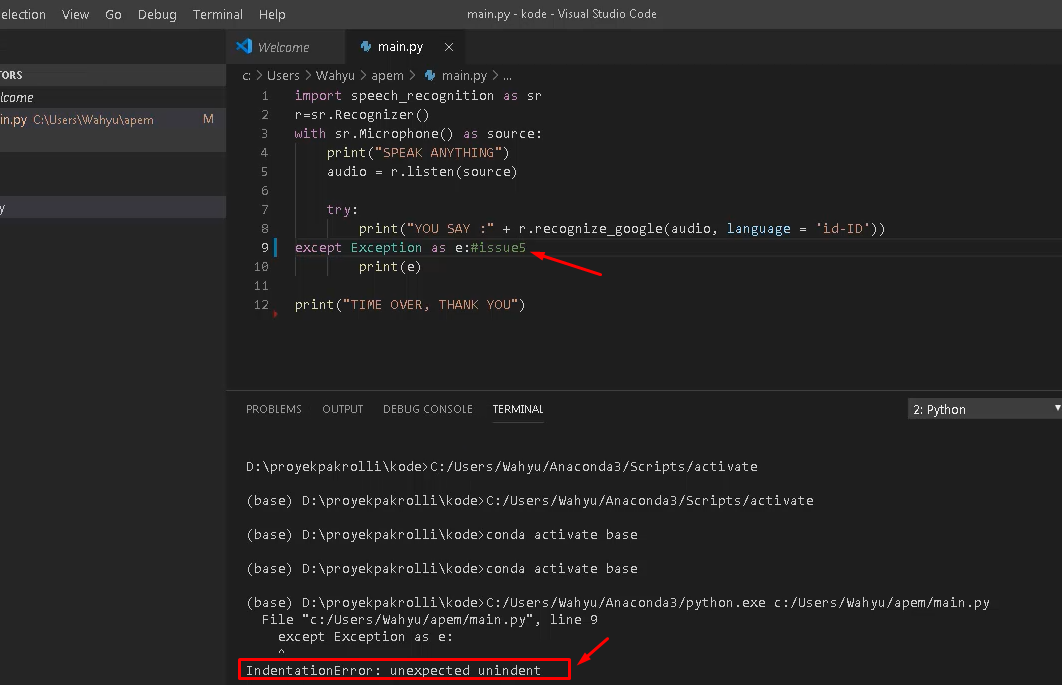 election View Go Debug Terminal Help main.py - kode - Visual Studio Code
Welcome main.py
TORS
c: > Users > Wahyu > apem > main.py > ...
lcome
in.py C:\Users\Wahyu\apem M
y
1 import speech_recognition as sr
2 r=sr.Recognizer()
3 with sr.Microphone() as source:
4 print("SPEAK ANYTHING")
5 audio = r.listen(source)
6
7 try:
8 print("YOU SAY :" + r.recognize_google(audio, language = 'id-ID'))
9 except Exception as e:#issue5
10 print(e)
11
12 print("TIME OVER, THANK YOU")
PROBLEMS OUTPUT DEBUG CONSOLE TERMINAL 2: Python
D:\proyekpakrolli\kode>C:/Users/Wahyu/Anaconda3/Scripts/activate
(base) D:\proyekpakrolli\kode>C:/Users/Wahyu/Anaconda3/Scripts/activate
(base) D:\proyekpakrolli\kode>conda activate base
(base) D:\proyekpakrolli\kode>conda activate base
(base) D:\proyekpakrolli\kode>C:/Users/Wahyu/Anaconda3/python.exe c:/Users/Wahyu/apem/main.py
File "c:/Users/Wahyu/apem/main.py", line 9
except Exception as e:
^
IndentationError: unexpected unindent